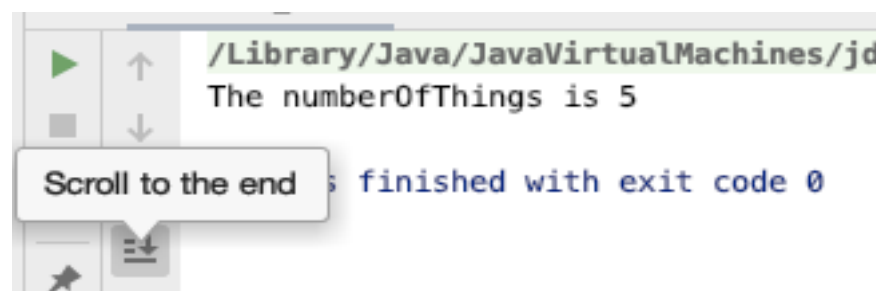 /Library/Java/JavaVirtualMachines/jd
The numberOfThings is 5
Scroll to the end
finished with exit code 0